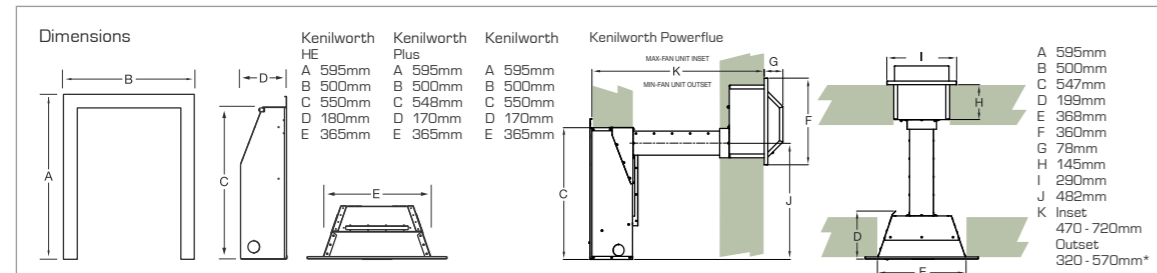 Dimensions
Kenilworth HE
A 595mm
B 500mm
C 550mm
D 180mm
E 365mm
Kenilworth Plus
A 595mm
B 500mm
C 548mm
D 170mm
E 365mm
Kenilworth
A 595mm
B 500mm
C 550mm
D 170mm
E 365mm
Kenilworth Powerflue
B
A
D
C
E
MAX-FAN UNIT INSET
K
MIN-FAN UNIT OUTSET
G
F
C
J
I
H
D
E
A 595mm
B 500mm
C 547mm
D 199mm
E 368mm
F 360mm
G 78mm
H 145mm
I 290mm
J 482mm
K Inset
470 - 720mm
Outset
320 - 570mm*